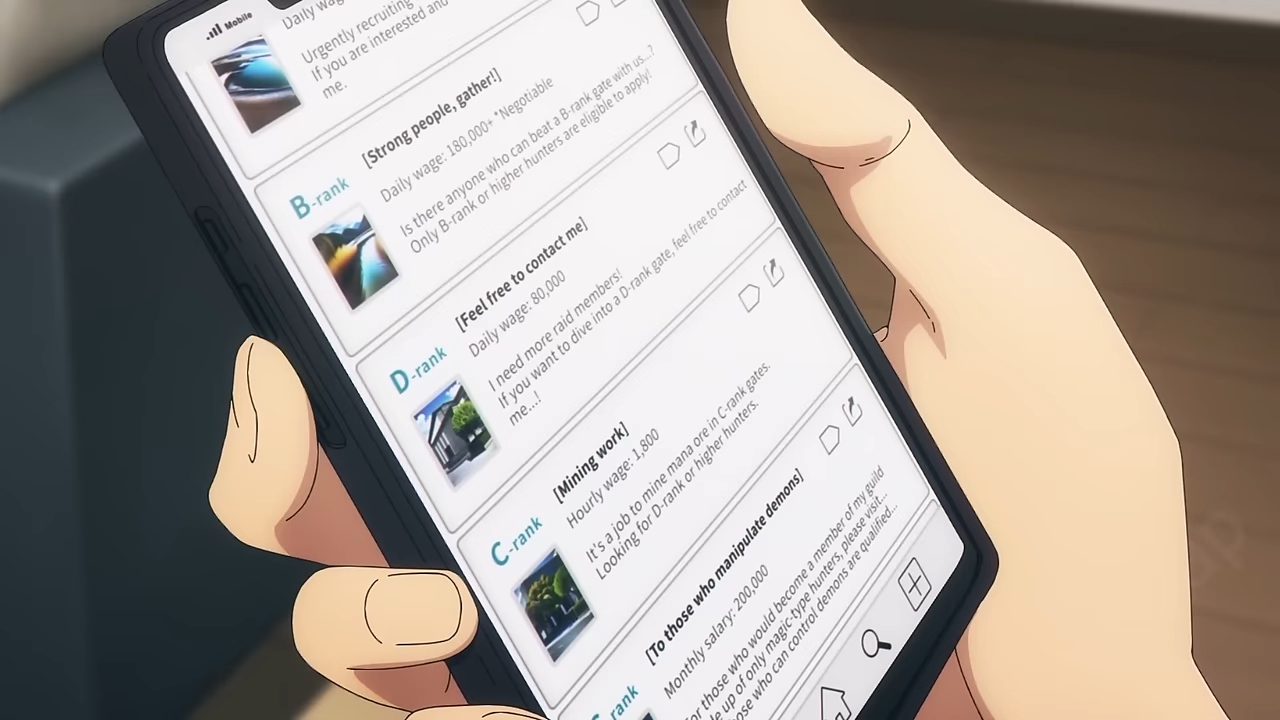 Mobile
Daily wag
Urgently recruiting
If you are interested and
me.
[Strong people, gather!]
B-rank
Daily wage: 180,000+ *Negotiable
Is there anyone who can beat a B-rank gate with us...?
Only B-rank or higher hunters are eligible to apply!
[Feel free to contact me]
D-rank
Daily wage: 80,000
I need more raid members!
If you want to dive into a D-rank gate, feel free to contact
me...!
[Mining work]
C-rank
Hourly wage: 1,800
It's a job to mine mana ore in C-rank gates.
Looking for D-rank or higher hunters.
[To those who manipulate demons]
-rank
Monthly salary: 200,000
for those who would become a member of my guild
de up of only magic-type hunters, please visit...
hose who can control demons are qualified...